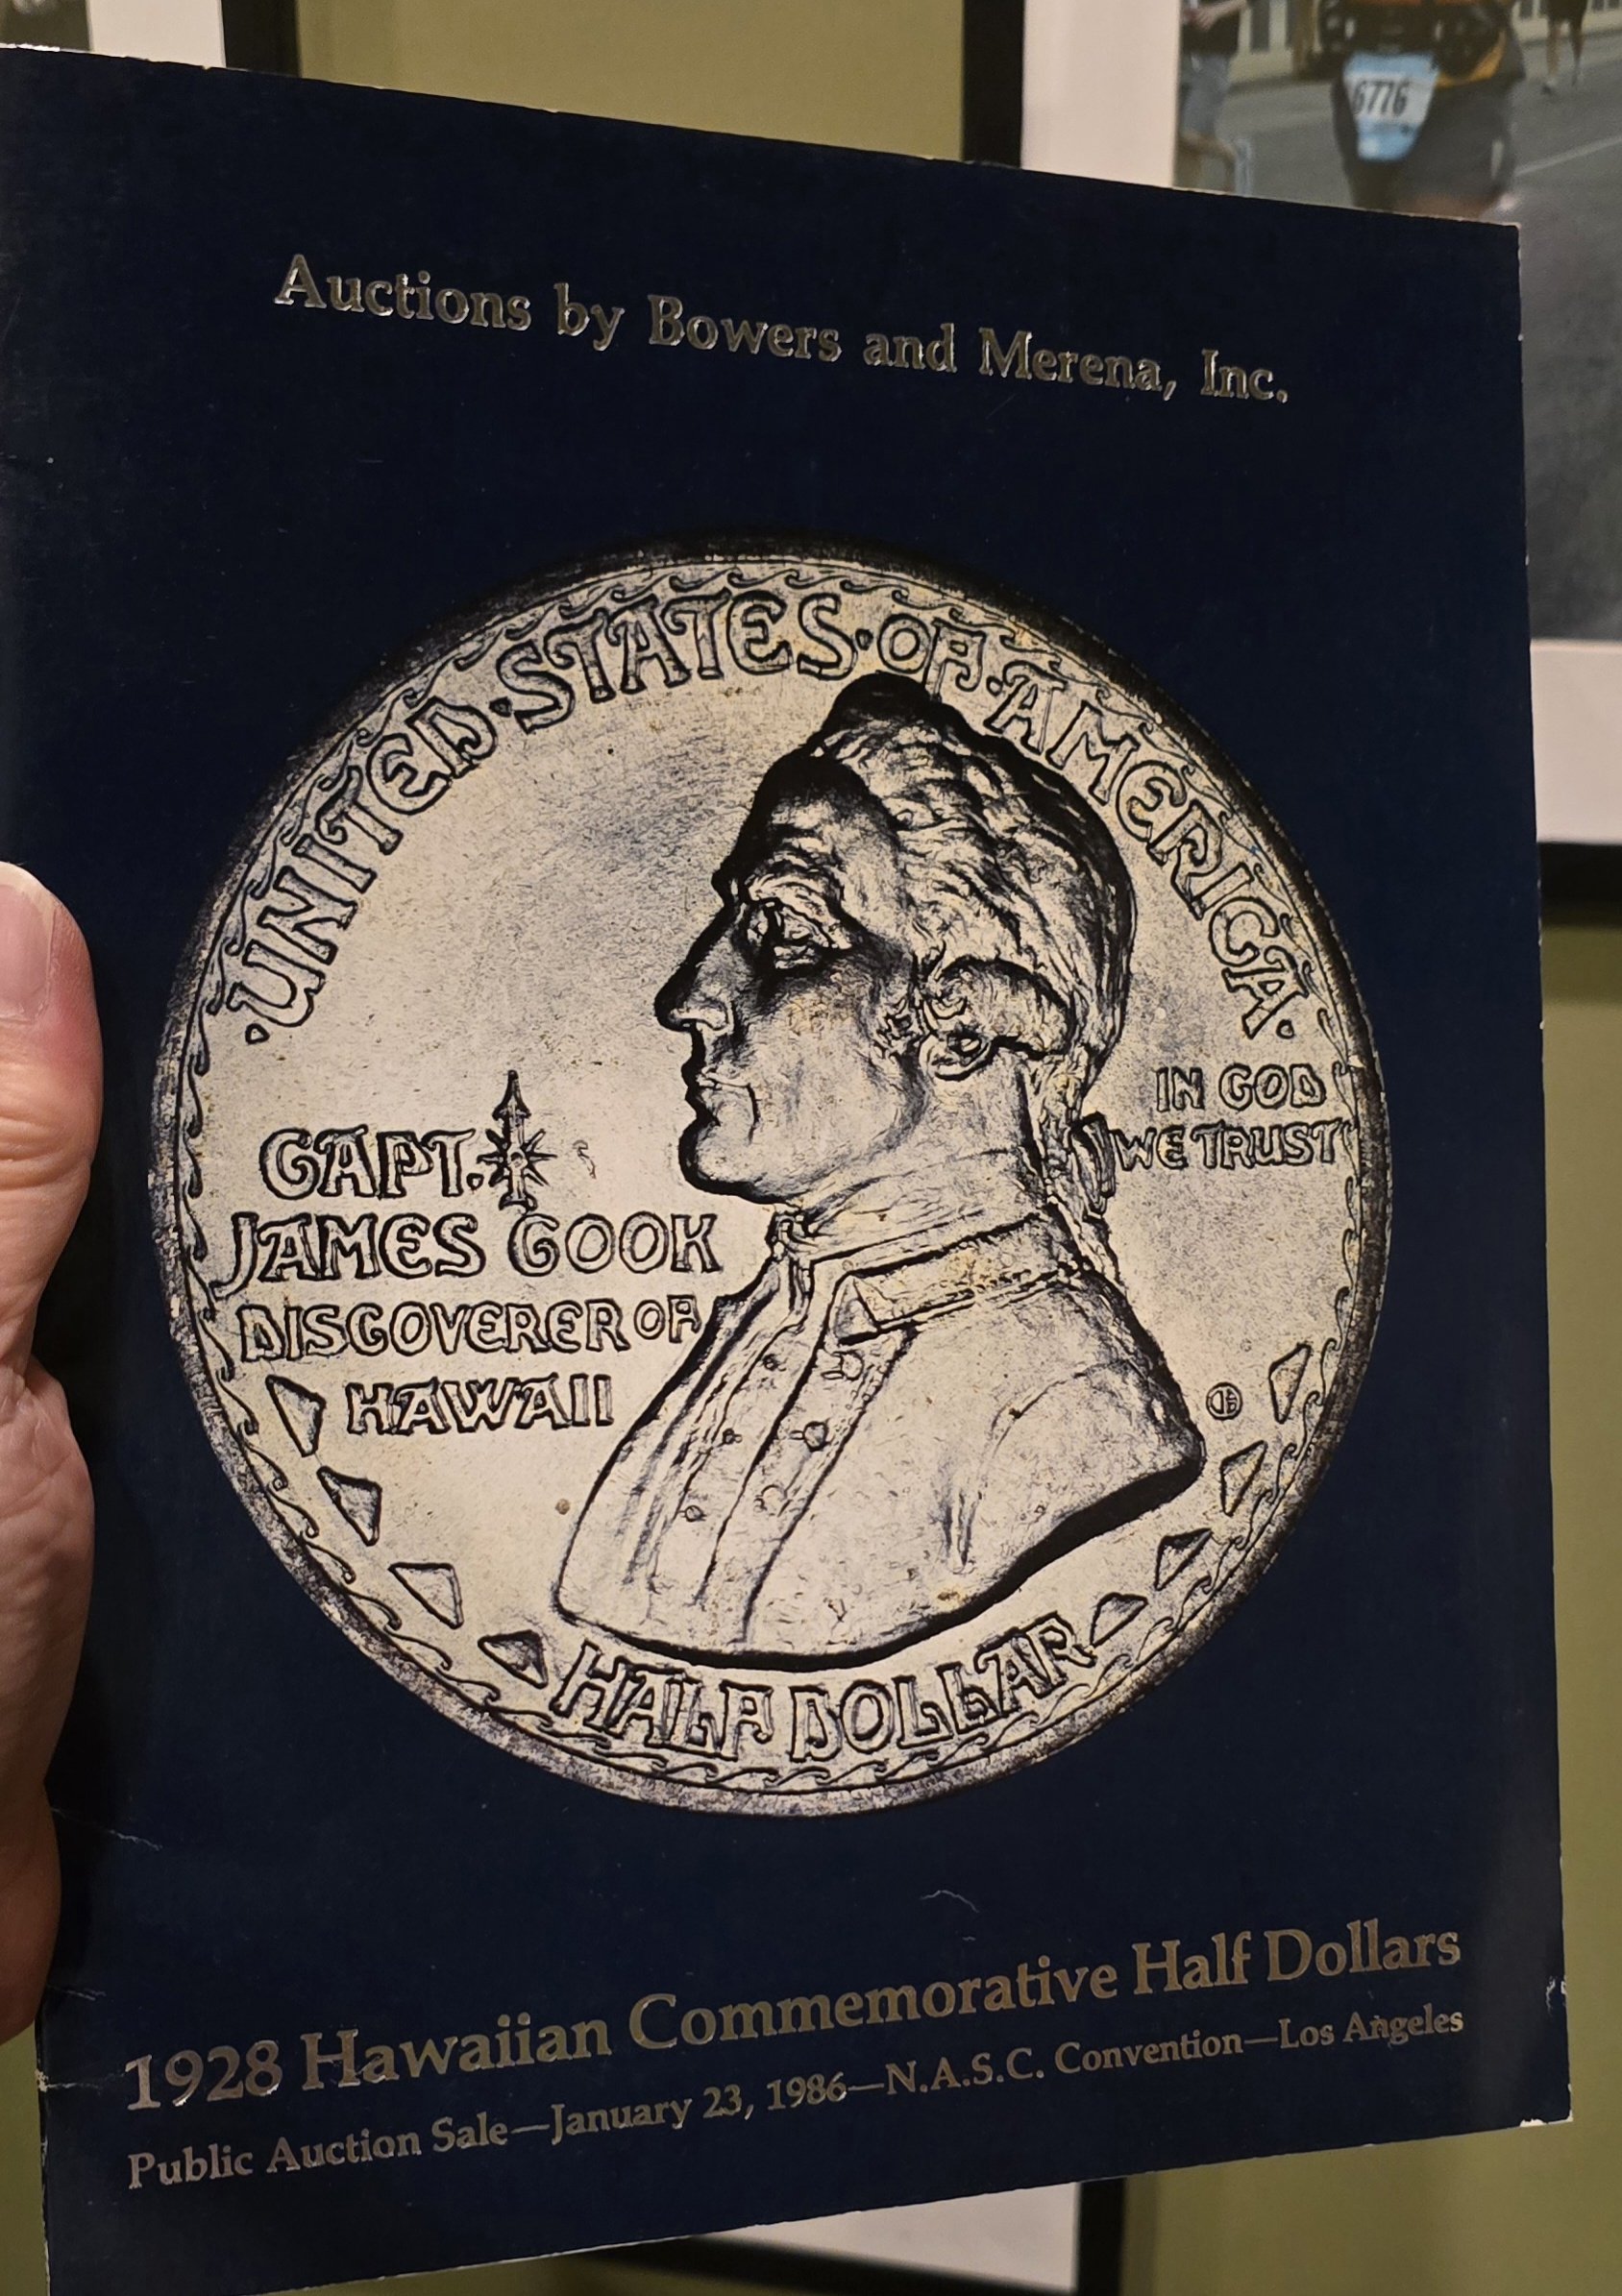 6776
Auctions by Bowers and Merena, Inc.
·UNITED·STATES·OF·AMERICA·
IN GOD
WE TRUST
CAPT.
JAMES COOK
DISCOVERER OF
HAWAII
HALF DOLLAR
1928 Hawaiian Commemorative Half Dollars
Public Auction Sale—January 23, 1986—N.A.S.C. Convention—Los Angeles